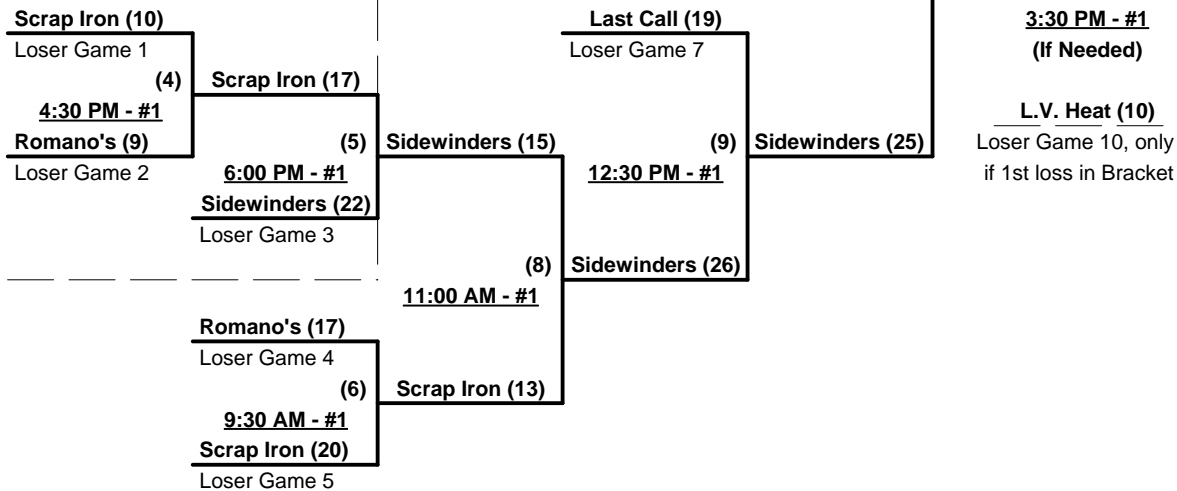 Scrap Iron (10)
Loser Game 1
(4)
4:30 PM - #1
Romano's (9)
Loser Game 2
Scrap Iron (17)
(5)
6:00 PM - #1
Sidewinders (22)
Loser Game 3
Sidewinders (15)
(8)
11:00 AM - #1
Romano's (17)
Loser Game 4
(6)
9:30 AM - #1
Scrap Iron (20)
Loser Game 5
Scrap Iron (13)
Last Call (19)
Loser Game 7
(9)
12:30 PM - #1
Sidewinders (26)
Sidewinders (25)
3:30 PM - #1
(If Needed)
L.V. Heat (10)
Loser Game 10, only
if 1st loss in Bracket